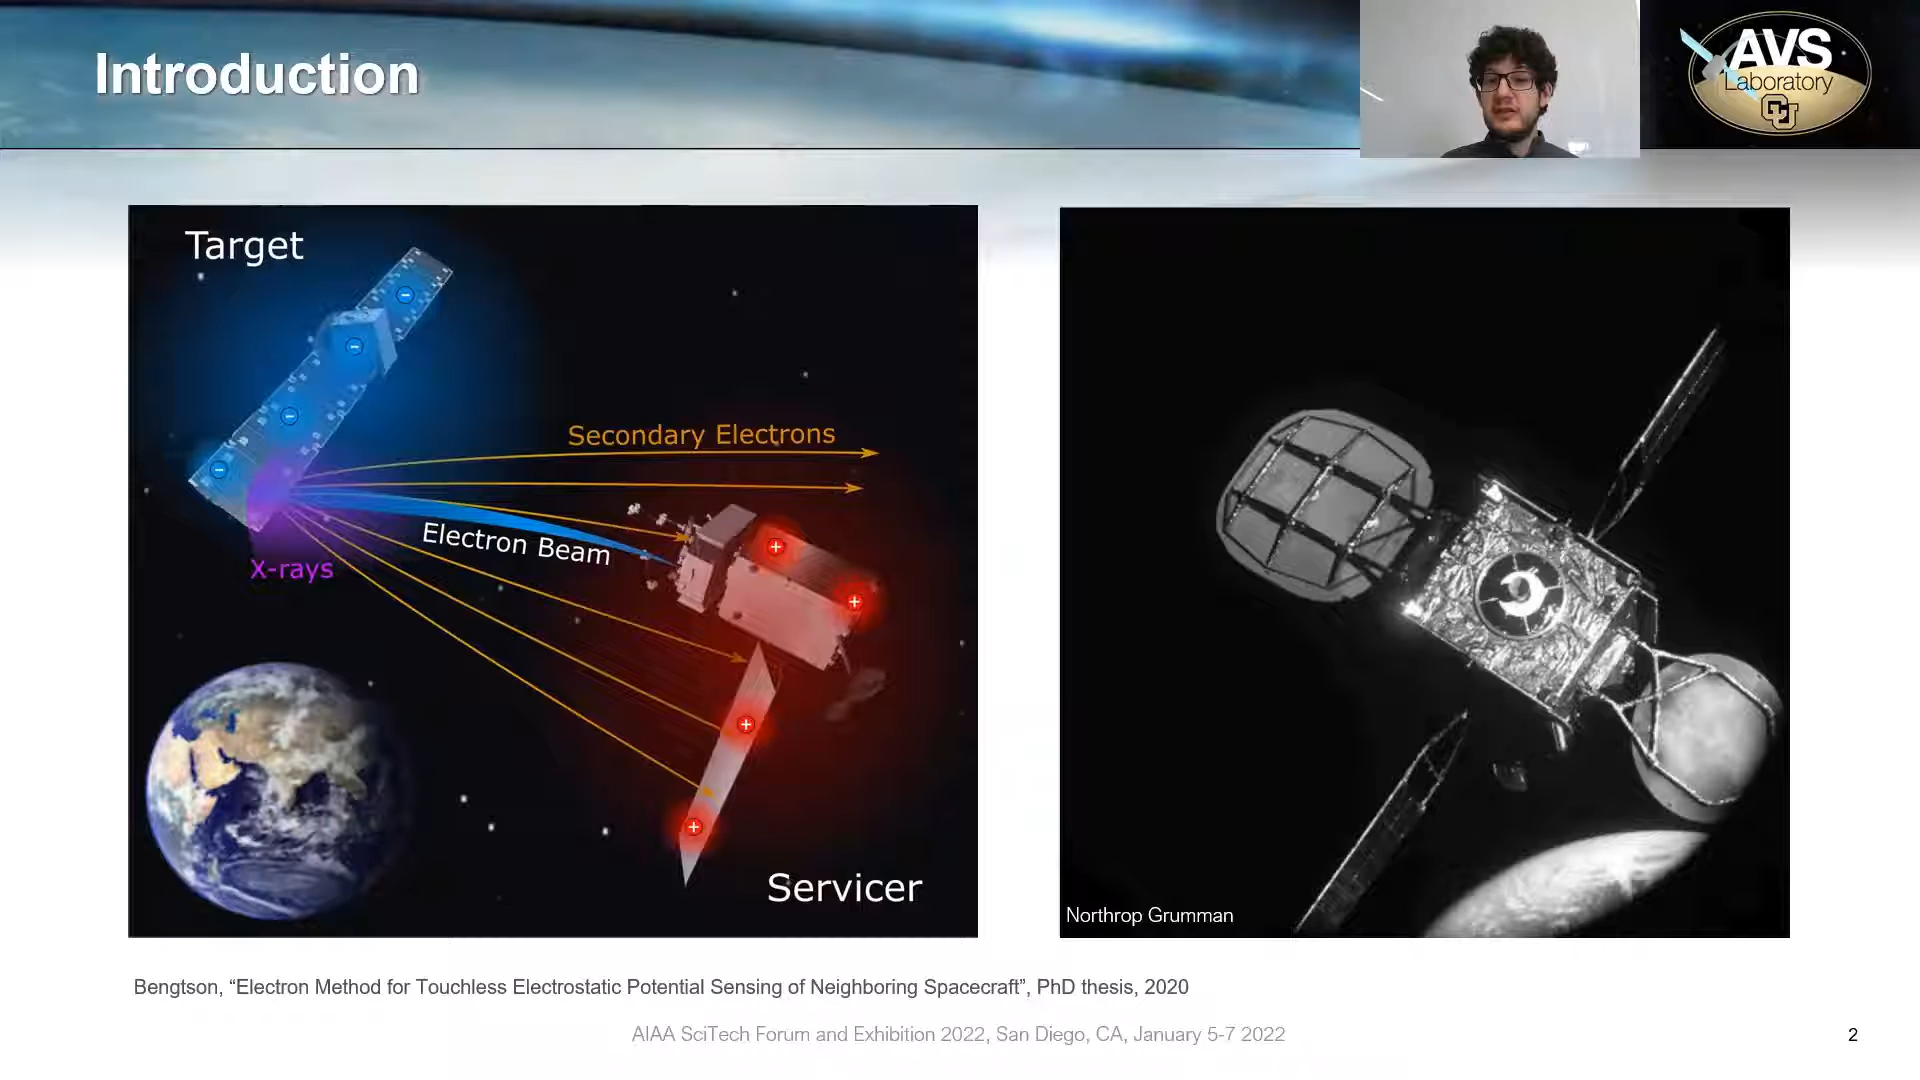 Introduction
AVS
Laboratory
CU
Target
Secondary Electrons
Electron Beam
X-rays
Servicer
Northrop Grumman
Bengtson, “Electron Method for Touchless Electrostatic Potential Sensing of Neighboring Spacecraft”, PhD thesis, 2020
AIAA SciTech Forum and Exhibition 2022, San Diego, CA, January 5-7 2022
2